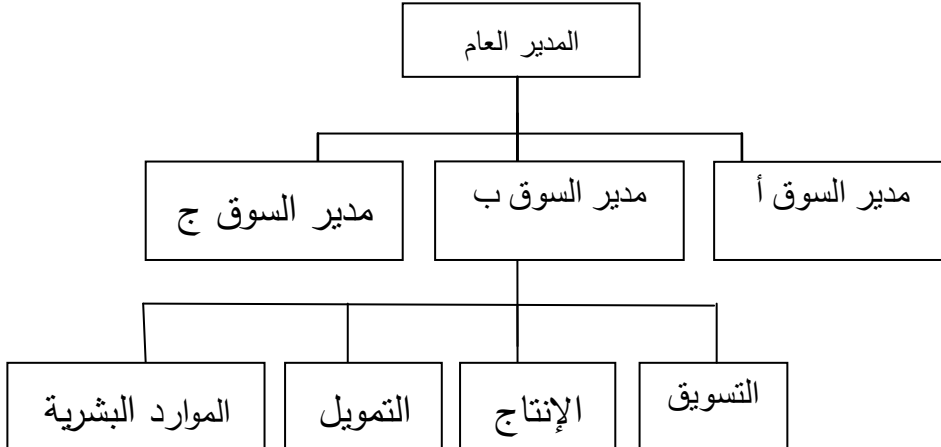 المدير العام
مدير السوق أ
مدير السوق ب
مدير السوق ج
التسويق
الإنتاج
التمويل
الموارد البشرية